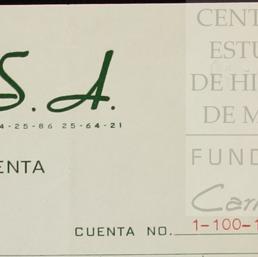 S. A.
4-25-86 25-64-21
ENTA
CUENTA NO.
1-100-1
CENT
ESTU
DE HI
DE M
FUND
Carr